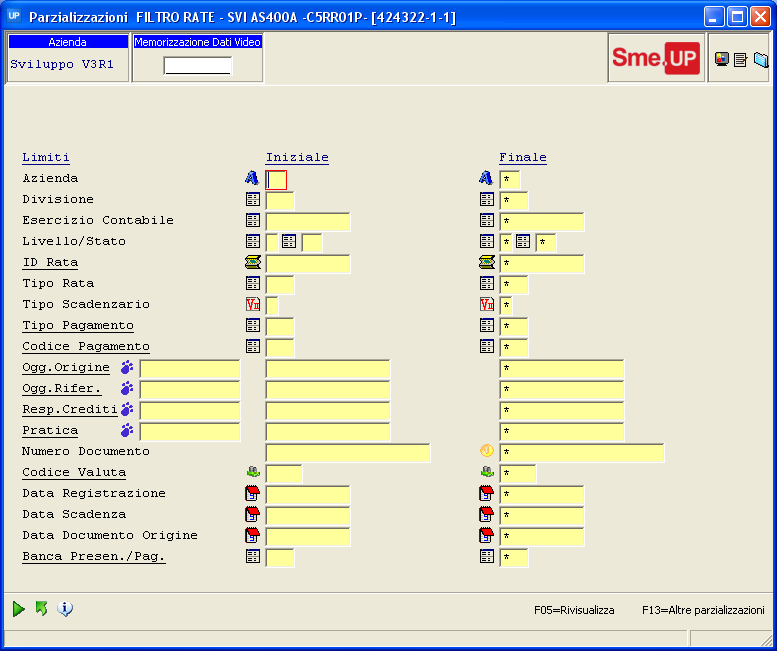 UP Parzializzazioni FILTRO RATE - SVI AS400A -C5RR01P- [424322-1-1]
Azienda Memorizzazione Dati Video
Sviluppo V3R1
Sme.UP
Limiti Iniziale Finale
Azienda *
Divisione *
Esercizio Contabile *
Livello/Stato * *
ID Rata *
Tipo Rata *
Tipo Scadenzario *
Tipo Pagamento *
Codice Pagamento *
Ogg.Origine *
Ogg.Rifer. *
Resp.Crediti *
Pratica *
Numero Documento *
Codice Valuta *
Data Registrazione *
Data Scadenza *
Data Documento Origine *
Banca Presen./Pag. *
F05=Rivisualizza F13=Altre parzializzazioni